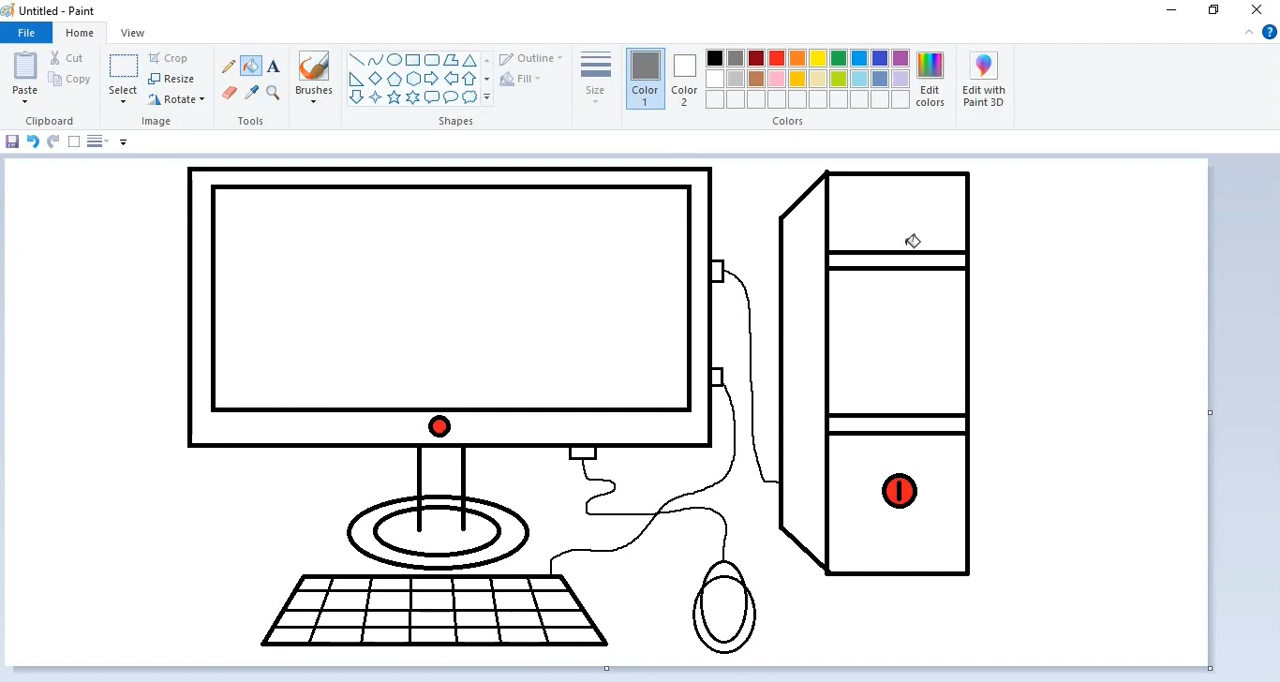 Untitled - Paint
File Home View
Paste
Cut
Copy
Clipboard
Select
Crop
Resize
Rotate
Image
A
Tools
Brushes
Outline
Fill
Shapes
Size
Color
1
Color
2
Edit
colors
Colors
Edit with
Paint 3D
?